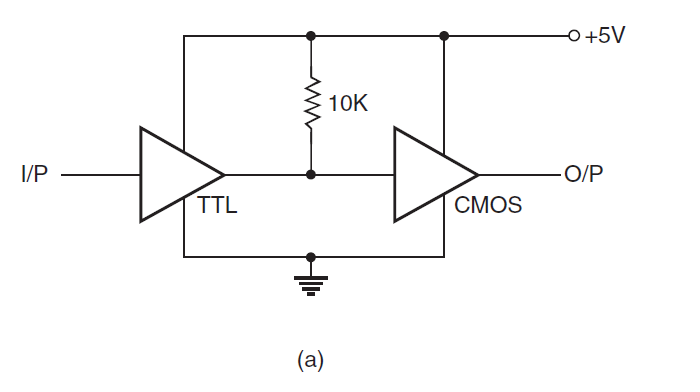 +5V
10K
I/P
O/P
TTL
CMOS
(a)